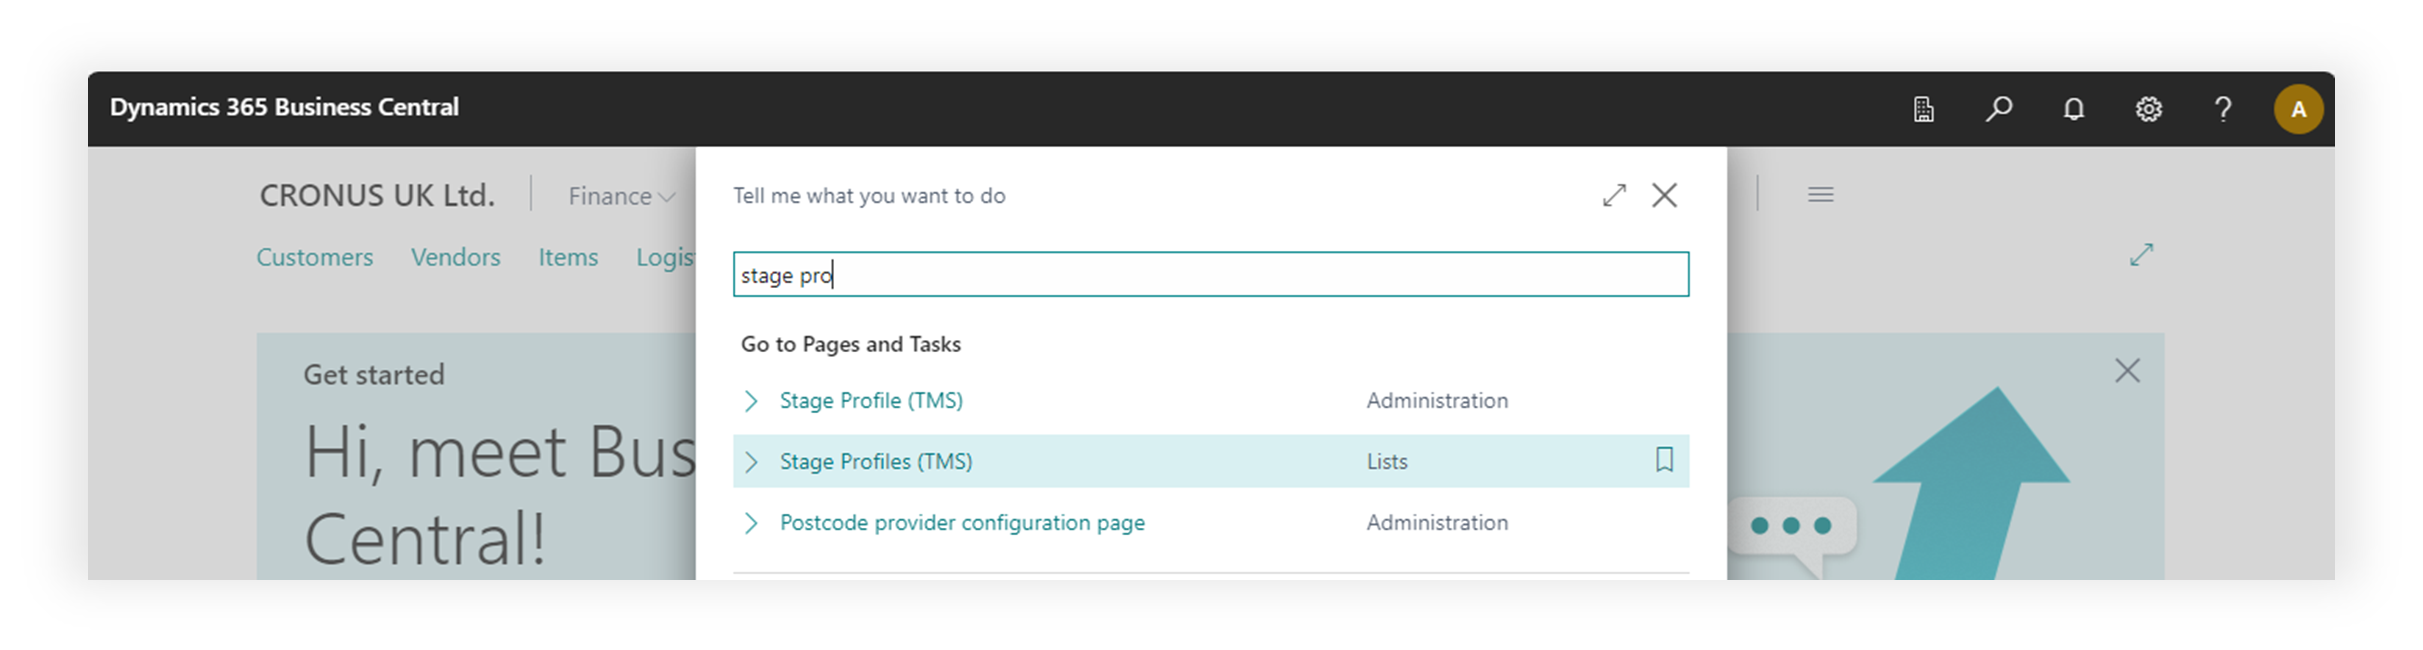 Dynamics 365 Business Central
A
CRONUS UK Ltd.
Finance
Customers Vendors Items Logis
Tell me what you want to do
stage pro
Go to Pages and Tasks
Stage Profile (TMS) Administration
Stage Profiles (TMS) Lists
Postcode provider configuration page Administration
Get started
Hi, meet Bus
Central!